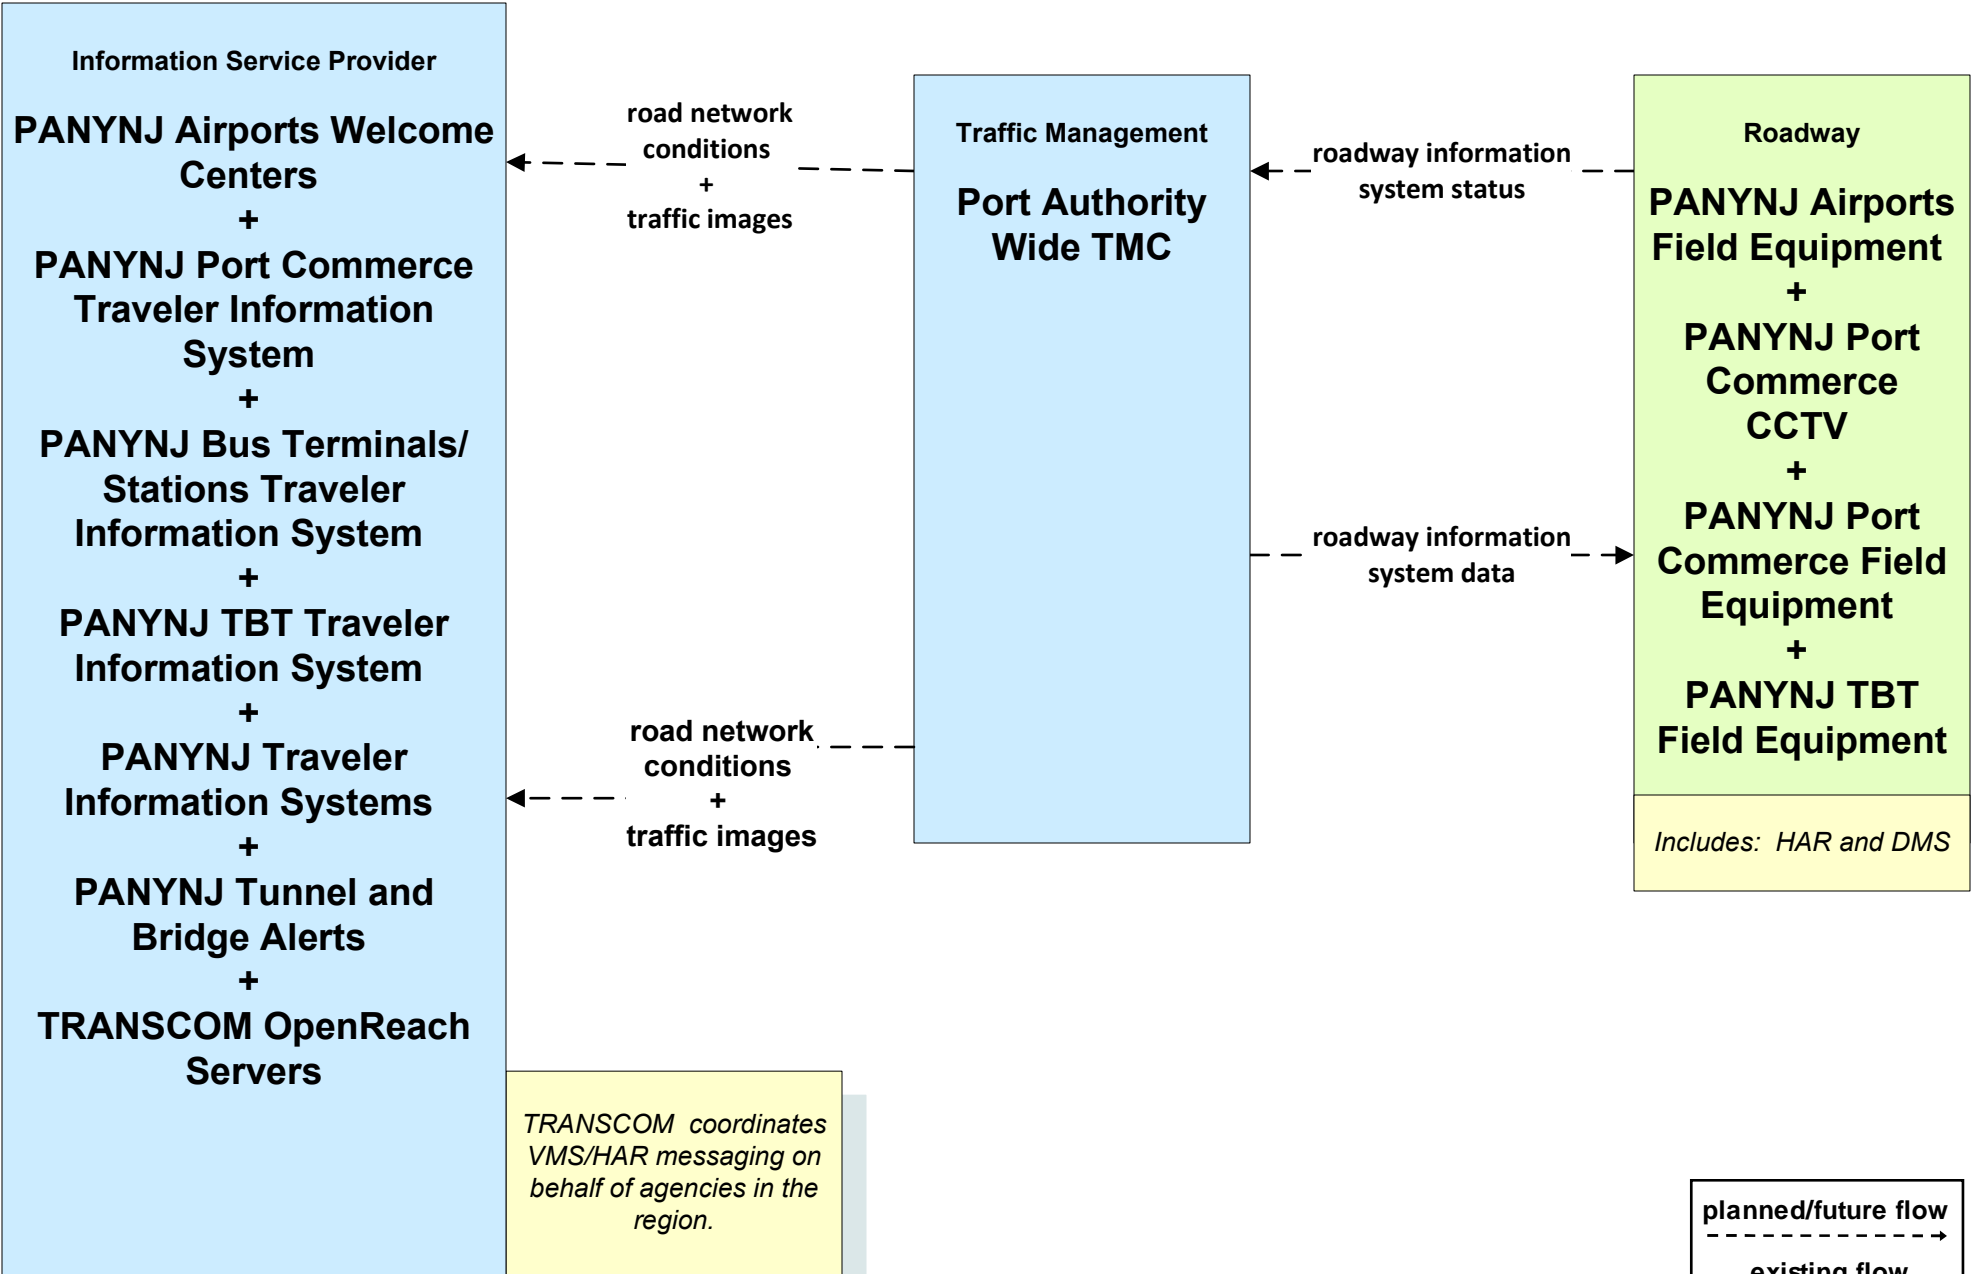 Information Service Provider
PANYNJ Airports Welcome
Centers
+
PANYNJ Port Commerce
Traveler Information
System
+
PANYNJ Bus Terminals/
Stations Traveler
Information System
+
PANYNJ TBT Traveler
Information System
+
PANYNJ Traveler
Information Systems
+
PANYNJ Tunnel and
Bridge Alerts
+
TRANSCOM OpenReach
Servers
TRANSCOM coordinates
VMS/HAR messaging on
behalf of agencies in the
region.
road network
conditions
+
traffic images
road network
conditions
+
traffic images
Traffic Management
Port Authority
Wide TMC
roadway information
system status
roadway information
system data
Roadway
PANYNJ Airports
Field Equipment
+
PANYNJ Port
Commerce
CCTV
+
PANYNJ Port
Commerce Field
Equipment
+
PANYNJ TBT
Field Equipment
Includes: HAR and DMS
planned/future flow
existing flow